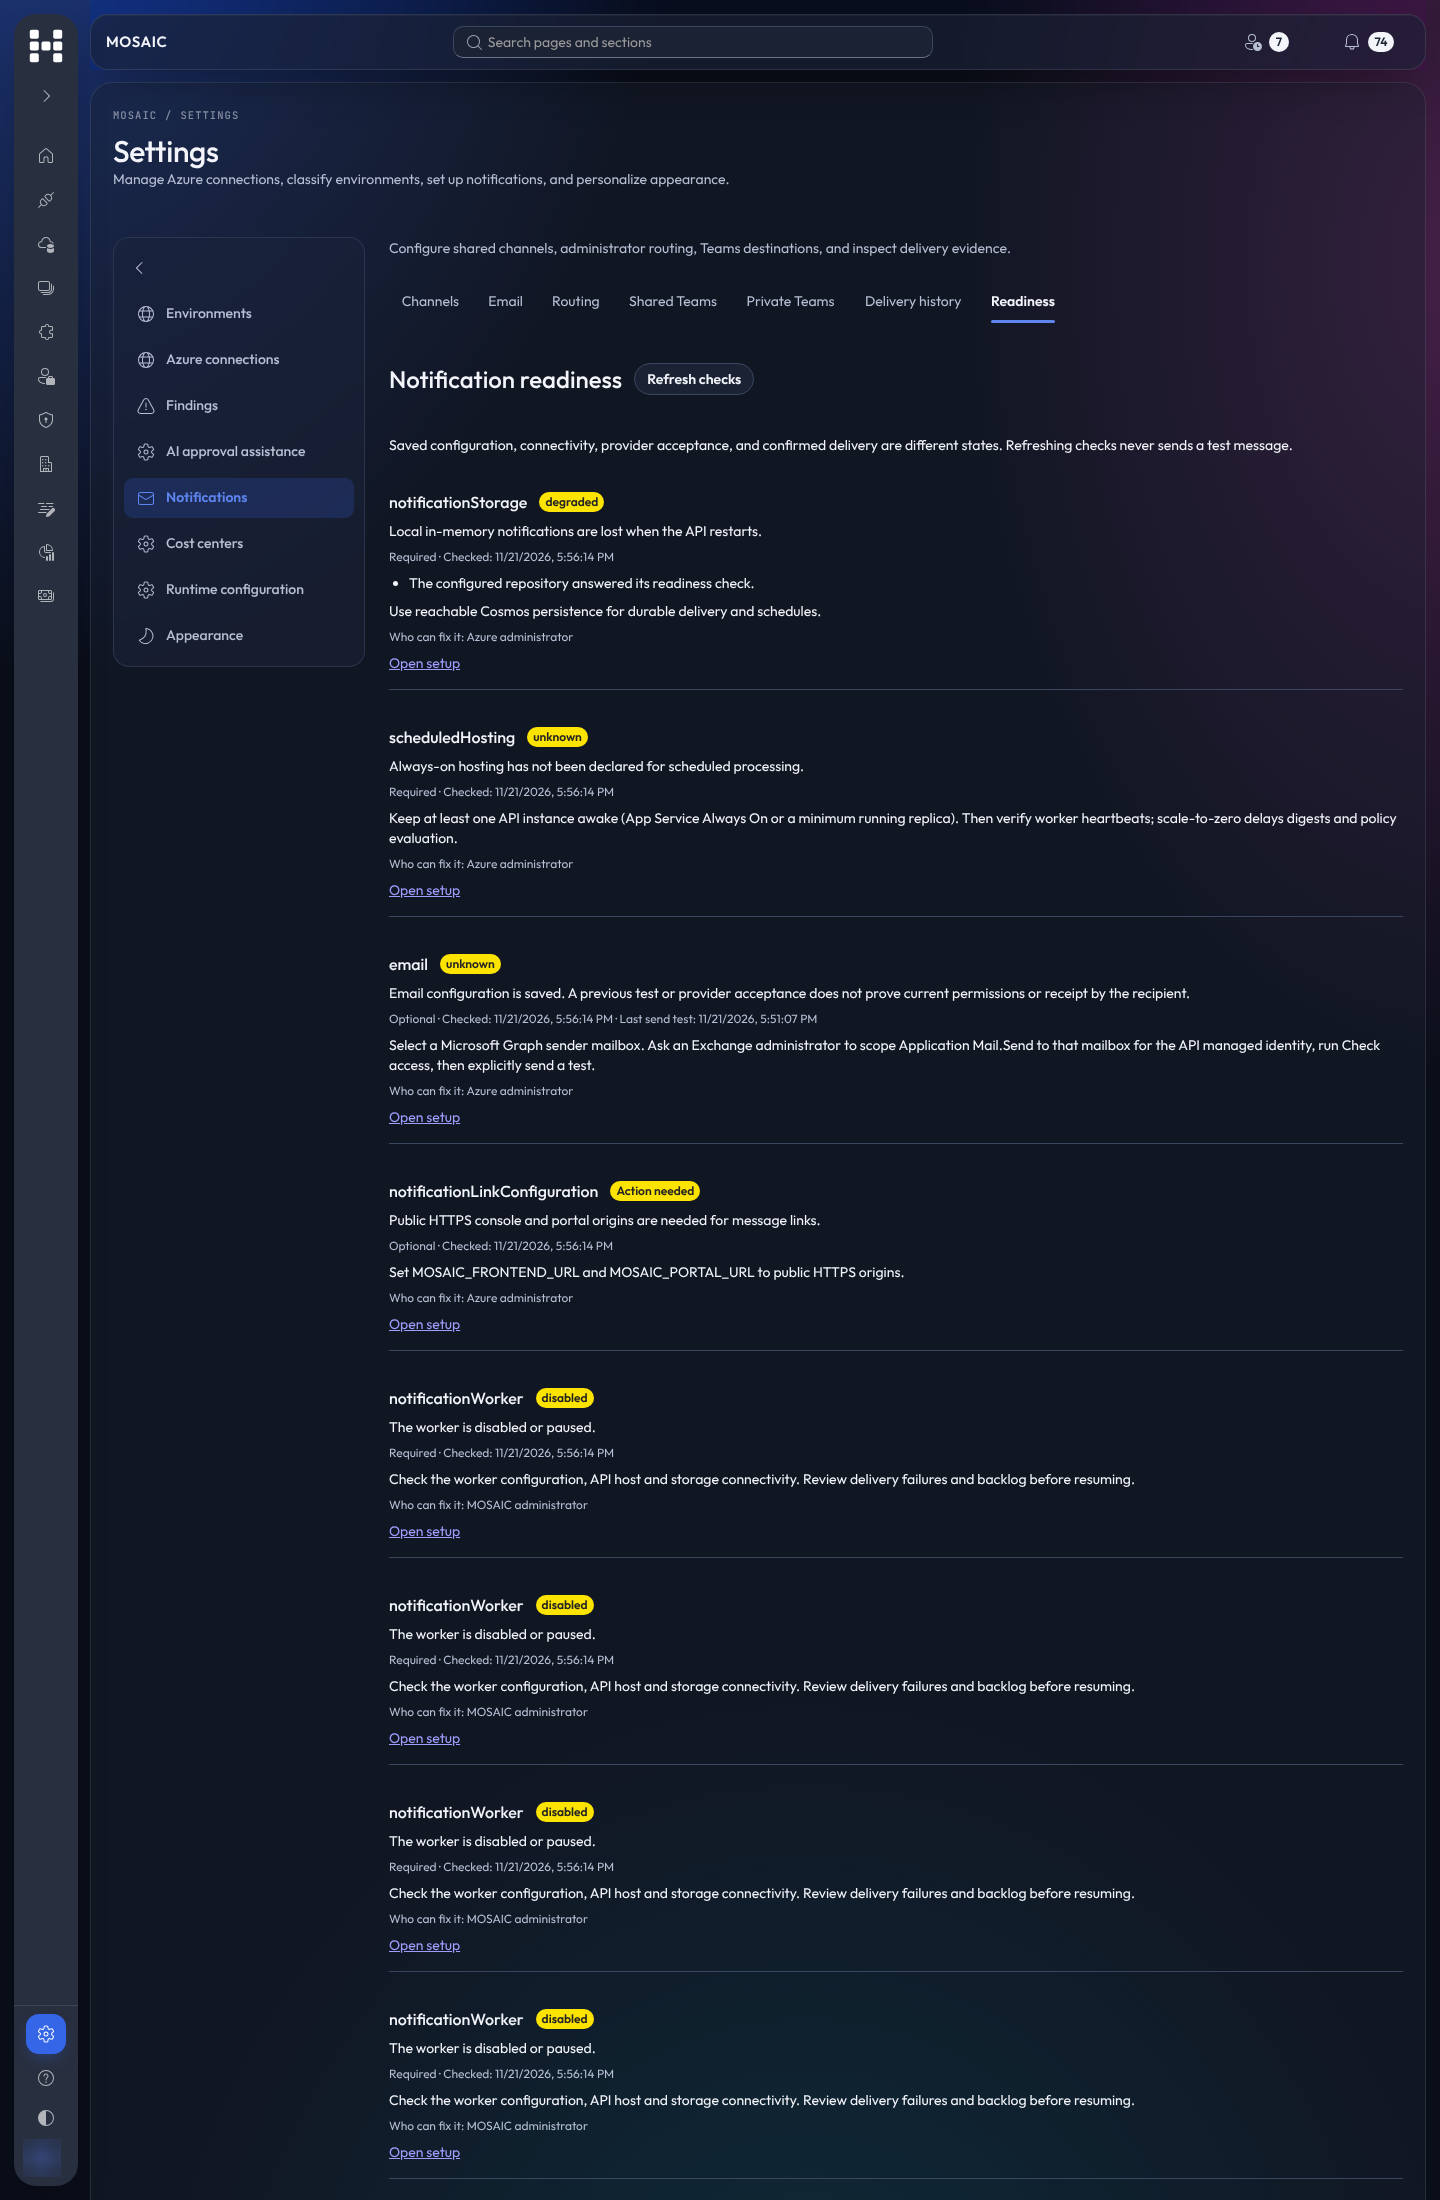 MOSAIC
Search pages and sections
7
74
MOSAIC / SETTINGS
Settings
Manage Azure connections, classify environments, set up notifications, and personalize appearance.
Environments
Azure connections
Findings
AI approval assistance
Notifications
Cost centers
Runtime configuration
Appearance
Configure shared channels, administrator routing, Teams destinations, and inspect delivery evidence.
Channels Email Routing Shared Teams Private Teams Delivery history Readiness
Notification readiness Refresh checks
Saved configuration, connectivity, provider acceptance, and confirmed delivery are different states. Refreshing checks never sends a test message.
notificationStorage degraded
Local in-memory notifications are lost when the API restarts.
Required · Checked: 11/21/2026, 5:56:14 PM
• The configured repository answered its readiness check.
Use reachable Cosmos persistence for durable delivery and schedules.
Who can fix it: Azure administrator
Open setup
scheduledHosting unknown
Always-on hosting has not been declared for scheduled processing.
Required · Checked: 11/21/2026, 5:56:14 PM
Keep at least one API instance awake (App Service Always On or a minimum running replica). Then verify worker heartbeats; scale-to-zero delays digests and policy
evaluation.
Who can fix it: Azure administrator
Open setup
email unknown
Email configuration is saved. A previous test or provider acceptance does not prove current permissions or receipt by the recipient.
Optional · Checked: 11/21/2026, 5:56:14 PM · Last send test: 11/21/2026, 5:51:07 PM
Select a Microsoft Graph sender mailbox. Ask an Exchange administrator to scope Application Mail.Send to that mailbox for the API managed identity, run Check
access, then explicitly send a test.
Who can fix it: Azure administrator
Open setup
notificationLinkConfiguration Action needed
Public HTTPS console and portal origins are needed for message links.
Optional · Checked: 11/21/2026, 5:56:14 PM
Set MOSAIC_FRONTEND_URL and MOSAIC_PORTAL_URL to public HTTPS origins.
Who can fix it: Azure administrator
Open setup
notificationWorker disabled
The worker is disabled or paused.
Required · Checked: 11/21/2026, 5:56:14 PM
Check the worker configuration, API host and storage connectivity. Review delivery failures and backlog before resuming.
Who can fix it: MOSAIC administrator
Open setup
notificationWorker disabled
The worker is disabled or paused.
Required · Checked: 11/21/2026, 5:56:14 PM
Check the worker configuration, API host and storage connectivity. Review delivery failures and backlog before resuming.
Who can fix it: MOSAIC administrator
Open setup
notificationWorker disabled
The worker is disabled or paused.
Required · Checked: 11/21/2026, 5:56:14 PM
Check the worker configuration, API host and storage connectivity. Review delivery failures and backlog before resuming.
Who can fix it: MOSAIC administrator
Open setup
notificationWorker disabled
The worker is disabled or paused.
Required · Checked: 11/21/2026, 5:56:14 PM
Check the worker configuration, API host and storage connectivity. Review delivery failures and backlog before resuming.
Who can fix it: MOSAIC administrator
Open setup